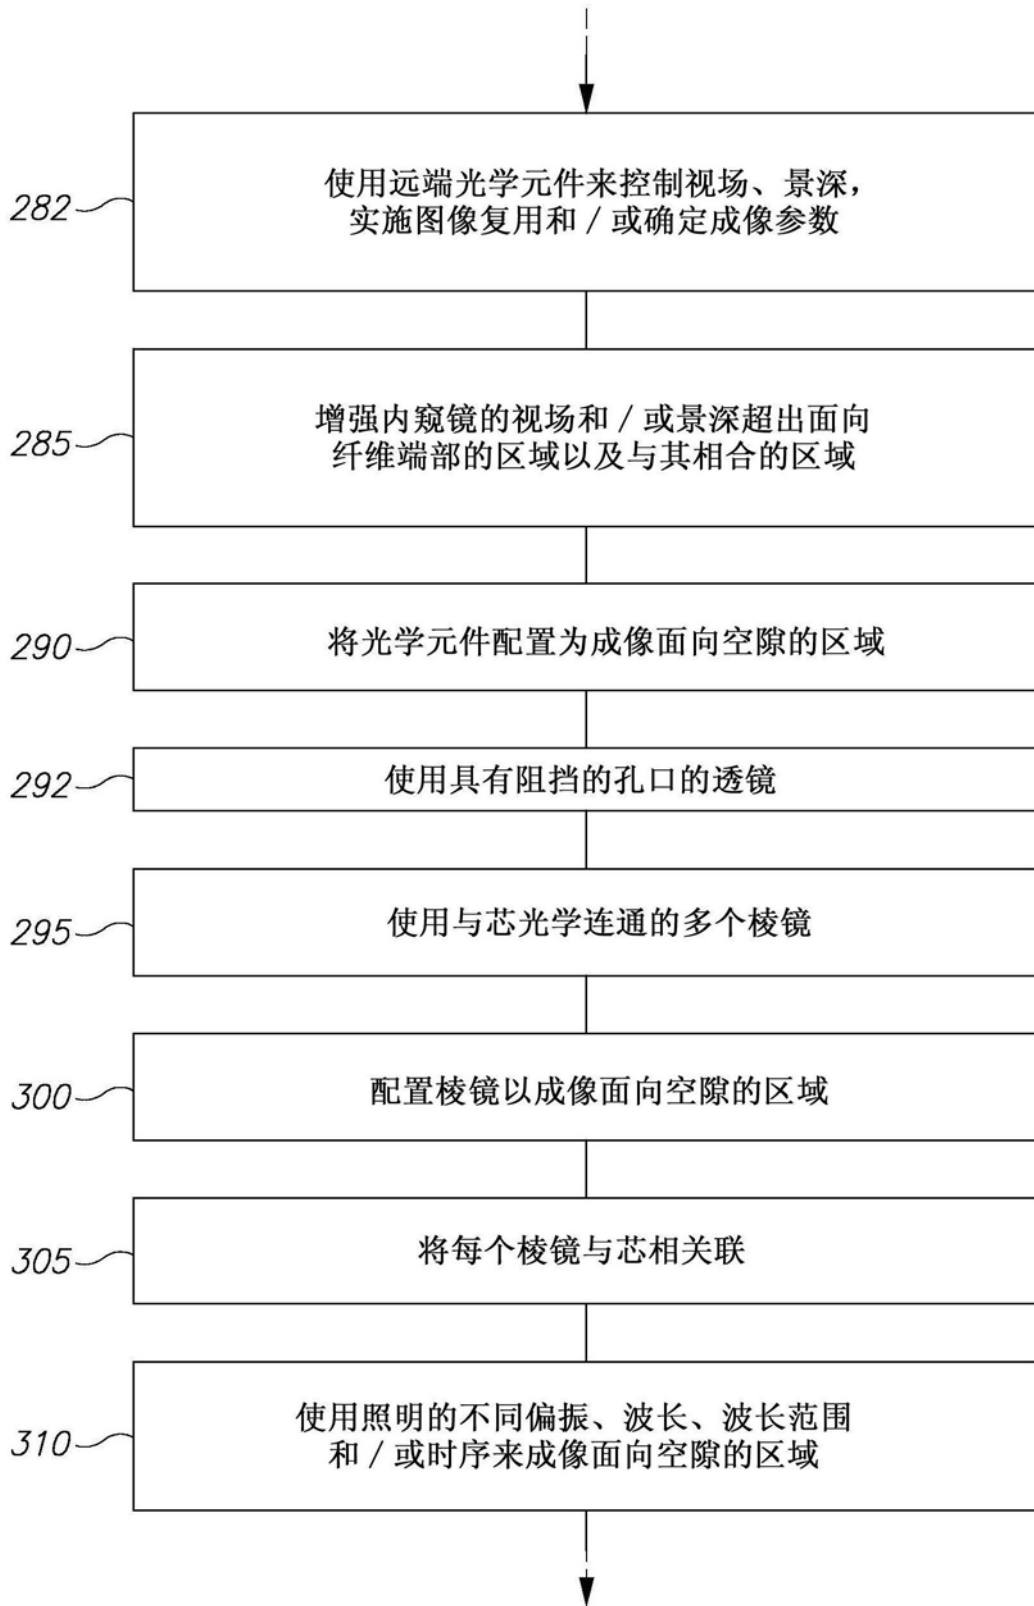 282
使用远端光学元件来控制视场、景深，
实施图像复用和 / 或确定成像参数
285
增强内窥镜的视场和 / 或景深超出面向
纤维端部的区域以及与其相合的区域
290
将光学元件配置为成像面向空隙的区域
292
使用具有阻挡的孔口的透镜
295
使用与芯光学连通的多个棱镜
300
配置棱镜以成像面向空隙的区域
305
将每个棱镜与芯相关联
310
使用照明的不同偏振、波长、波长范围
和 / 或时序来成像面向空隙的区域